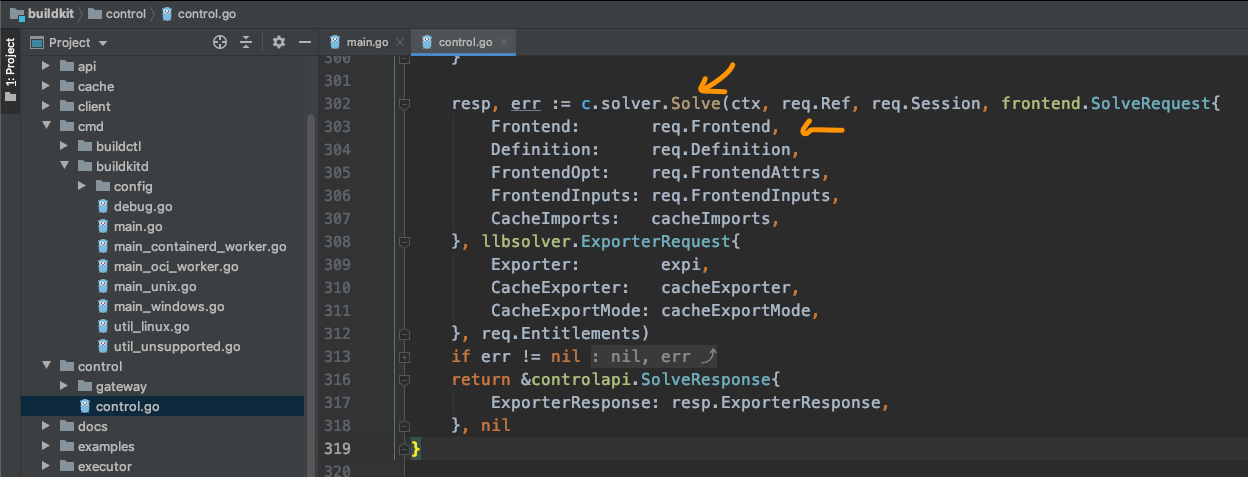 buildkit control control.go
1: Project
Project
main.go control.go
api
cache
client
cmd
buildctl
buildkitd
config
debug.go
main.go
main_containerd_worker.go
main_oci_worker.go
main_unix.go
main_windows.go
util_linux.go
util_unsupported.go
control
gateway
control.go
docs
examples
executor
300 }
301
302 resp, err := c.solver.Solve(ctx, req.Ref, req.Session, frontend.SolveRequest{
303 Frontend: req.Frontend,
304 Definition: req.Definition,
305 FrontendOpt: req.FrontendAttrs,
306 FrontendInputs: req.FrontendInputs,
307 CacheImports: cacheImports,
308 }, llbsolver.ExporterRequest{
309 Exporter: expi,
310 CacheExporter: cacheExporter,
311 CacheExportMode: cacheExportMode,
312 }, req.Entitlements)
313 if err != nil : nil, err
316 return &controlapi.SolveResponse{
317 ExporterResponse: resp.ExporterResponse,
318 }, nil
319 }
320